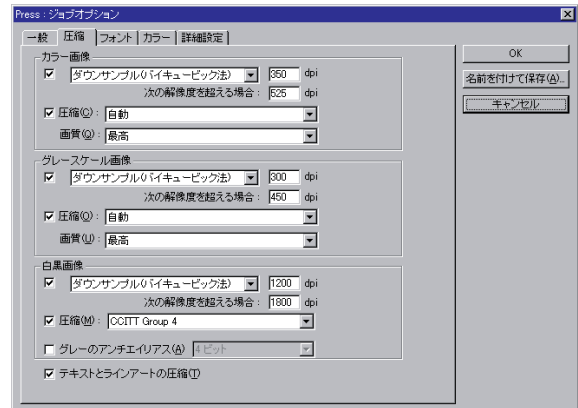 Press : ジョブオプション
一般 圧縮 フォント カラー 詳細設定
OK
名前を付けて保存(A)...
キャンセル
カラー画像
ダウンサンプル(バイキュービック法) 350 dpi
次の解像度を超える場合 : 525 dpi
圧縮(C) : 自動
画質(Q) : 最高
グレースケール画像
ダウンサンプル(バイキュービック法) 300 dpi
次の解像度を超える場合 : 450 dpi
圧縮(O) : 自動
画質(U) : 最高
白黒画像
ダウンサンプル(バイキュービック法) 1200 dpi
次の解像度を超える場合 : 1800 dpi
圧縮(M) : CCITT Group 4
グレーのアンチエイリアス(A) 4 ビット
テキストとラインアートの圧縮(T)